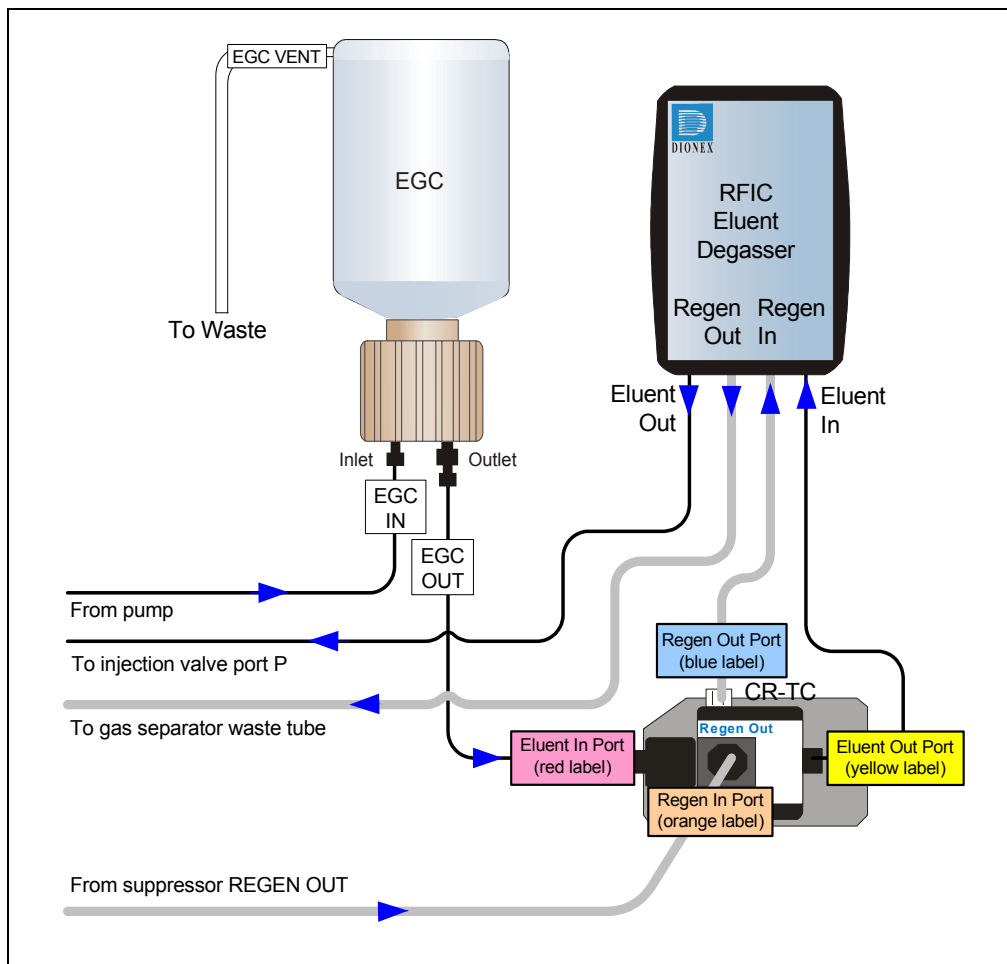 EGC VENT
EGC
To Waste
DIONEX
RFIC
Eluent
Degasser
Regen Regen
Out In
Eluent
Out
Eluent
In
Inlet
Outlet
EGC
IN
EGC
OUT
From pump
To injection valve port P
To gas separator waste tube
Regen Out Port
(blue label)
CR-TC
Regen Out
Eluent In Port
(red label)
Eluent Out Port
(yellow label)
Regen In Port
(orange label)
From suppressor REGEN OUT